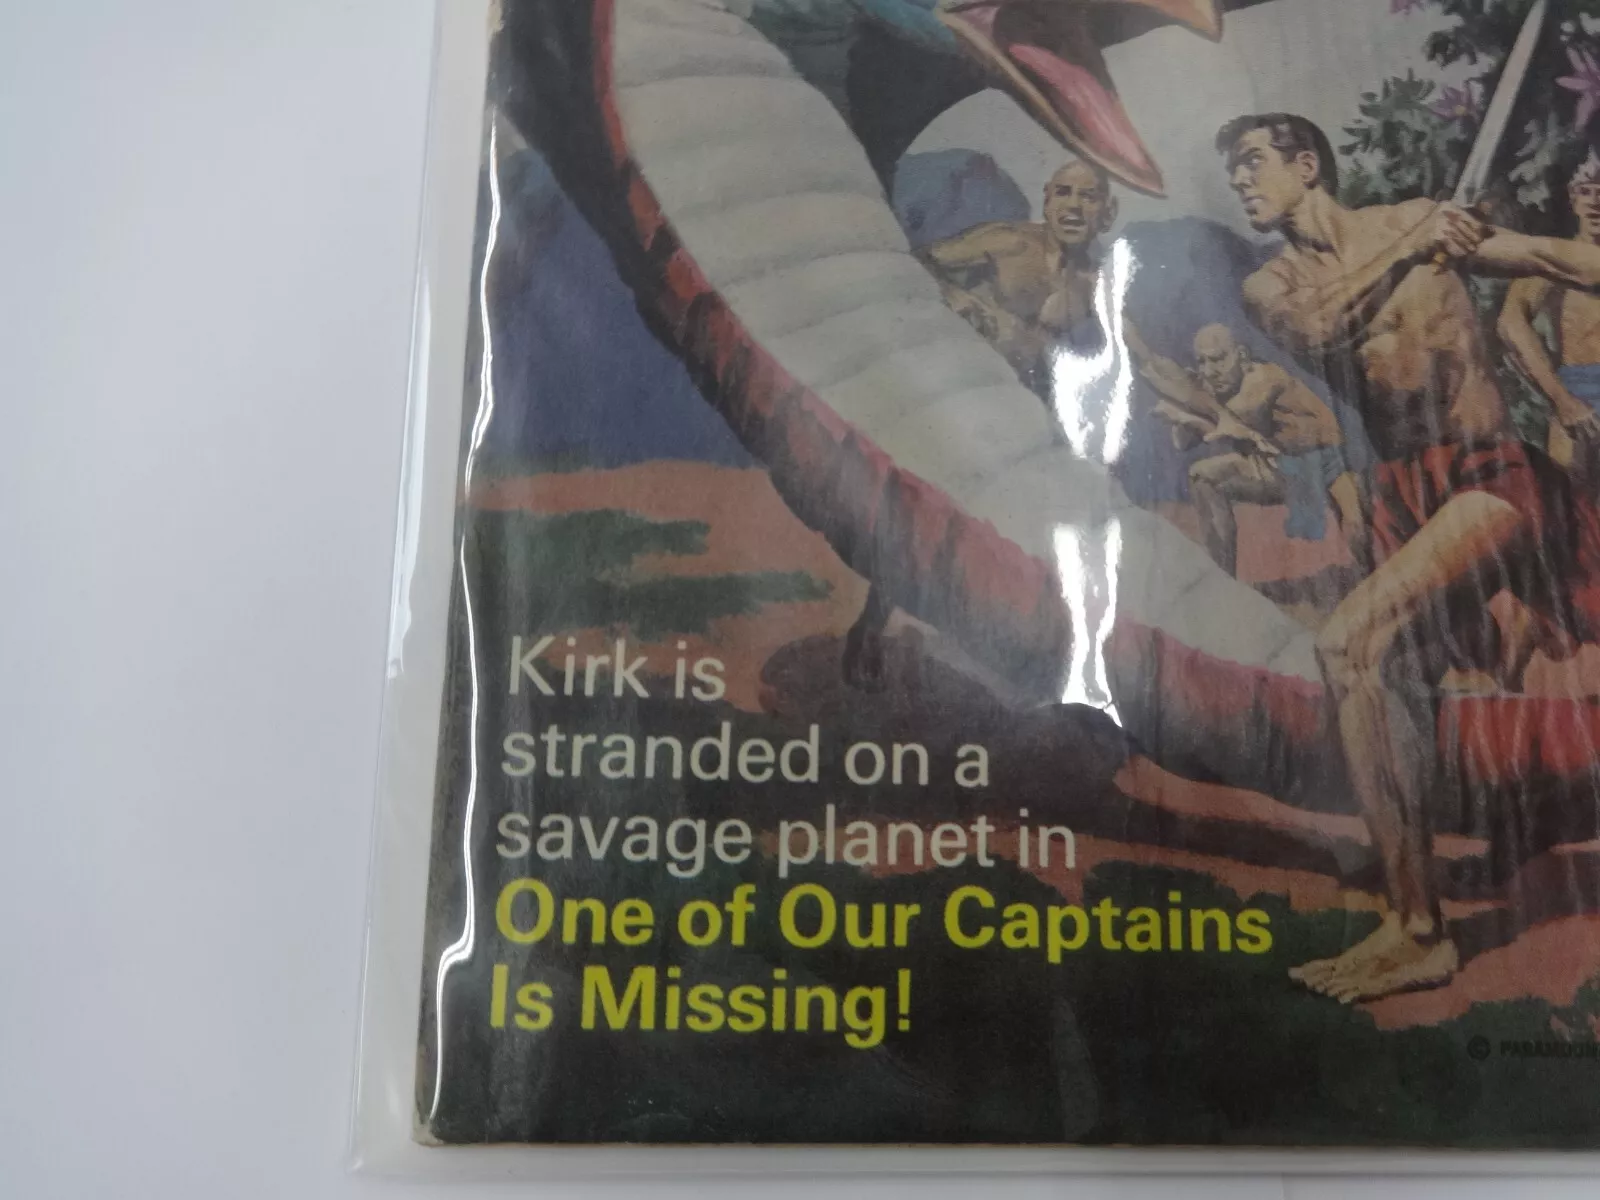 Kirk is
stranded on a
savage planet in
One of Our Captains
Is Missing!
©